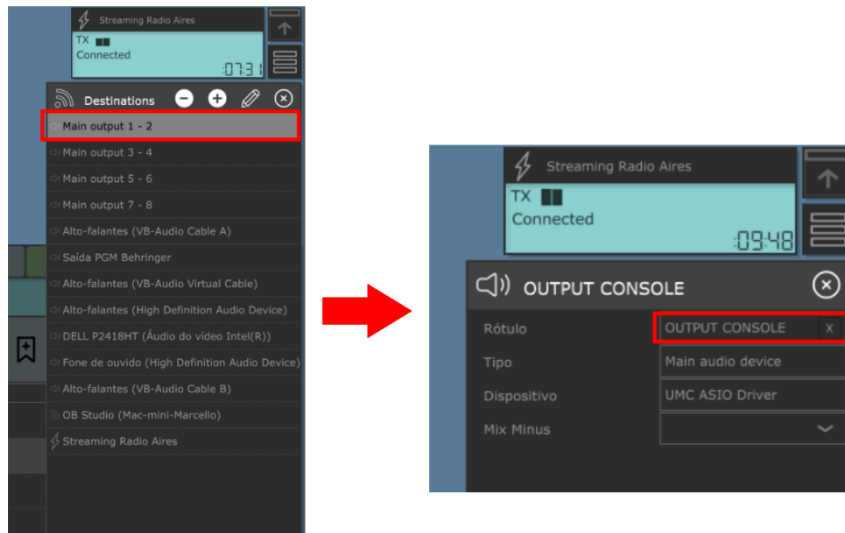 Streaming Radio Aires
TX
Connected
:07:31
Destinations
Main output 1 - 2
Main output 3 - 4
Main output 5 - 6
Main output 7 - 8
Alto-falantes (VB-Audio Cable A)
Saída PGM Behringer
Alto-falantes (VB-Audio Virtual Cable)
Alto-falantes (High Definition Audio Device)
DELL P2418HT (Áudio do vídeo Intel(R))
Fone de ouvido (High Definition Audio Device)
Alto-falantes (VB-Audio Cable B)
OB Studio (Mac-mini-Marcello)
Streaming Radio Aires
Streaming Radio Aires
TX
Connected
:09:48
OUTPUT CONSOLE
Rótulo OUTPUT CONSOLE X
Tipo Main audio device
Dispositivo UMC ASIO Driver
Mix Minus